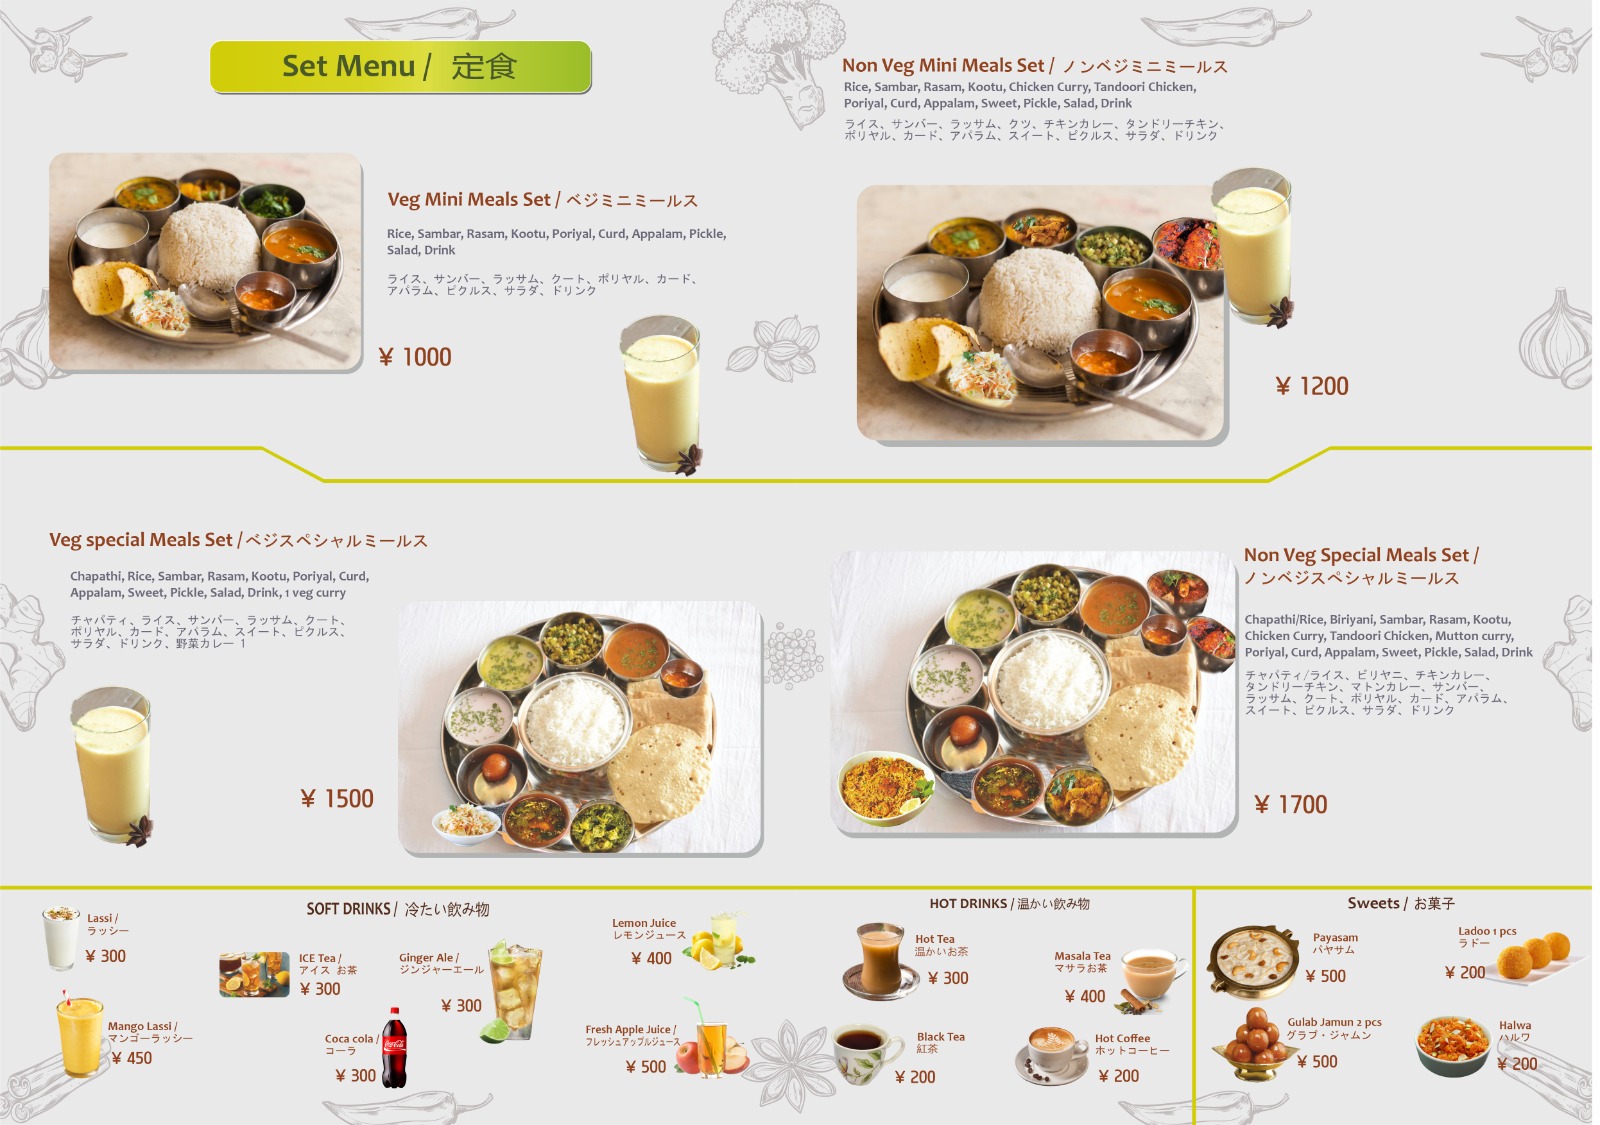 Set Menu / 定食
Veg Mini Meals Set / ベジミニミールス
Rice, Sambar, Rasam, Kootu, Poriyal, Curd, Appalam, Pickle,
Salad, Drink
ライス、サンバー、ラッサム、クート、ポリヤル、カード、
アパラム、ピクルス、サラダ、ドリンク
¥ 1000
Non Veg Mini Meals Set / ノンベジミニミールス
Rice, Sambar, Rasam, Kootu, Chicken Curry, Tandoori Chicken,
Poriyal, Curd, Appalam, Sweet, Pickle, Salad, Drink
ライス、サンバー、ラッサム、クツ、チキンカレー、タンドリーチキン、
ポリヤル、カード、アパラム、スイート、ピクルス、サラダ、ドリンク
¥ 1200
Veg special Meals Set /ベジスペシャルミールス
Chapathi, Rice, Sambar, Rasam, Kootu, Poriyal, Curd,
Appalam, Sweet, Pickle, Salad, Drink, 1 veg curry
チャパティ、ライス、サンバー、ラッサム、クート、
ポリヤル、カード、アパラム、スイート、ピクルス、
サラダ、ドリンク、野菜カレー 1
¥ 1500
Non Veg Special Meals Set /
ノンベジスペシャルミールス
Chapathi/Rice, Biriyani, Sambar, Rasam, Kootu,
Chicken Curry, Tandoori Chicken, Mutton curry,
Poriyal, Curd, Appalam, Sweet, Pickle, Salad, Drink
チャパティ/ライス、ビリヤニ、チキンカレー、
タンドリーチキン、マトンカレー、サンバー、
ラッサム、クート、ポリヤル、カード、アパラム、
スイート、ピクルス、サラダ、ドリンク
¥ 1700
SOFT DRINKS / 冷たい飲み物
Lassi /
ラッシー
¥ 300
Mango Lassi /
マンゴーラッシー
¥ 450
ICE Tea /
アイス お茶
¥ 300
Coca cola /
コーラ
¥ 300
Coca-Cola
Ginger Ale /
ジンジャーエール
¥ 300
Lemon Juice
レモンジュース
¥ 400
Fresh Apple Juice /
フレッシュアップルジュース
¥ 500
HOT DRINKS / 温かい飲み物
Hot Tea
温かいお茶
¥ 300
Masala Tea
マサラお茶
¥ 400
Black Tea
紅茶
¥ 200
Hot Coffee
ホットコーヒー
¥ 200
Sweets / お菓子
Payasam
パヤサム
¥ 500
Ladoo 1 pcs
ラドー
¥ 200
Gulab Jamun 2 pcs
グラブ・ジャムン
¥ 500
Halwa
ハルワ
¥ 200